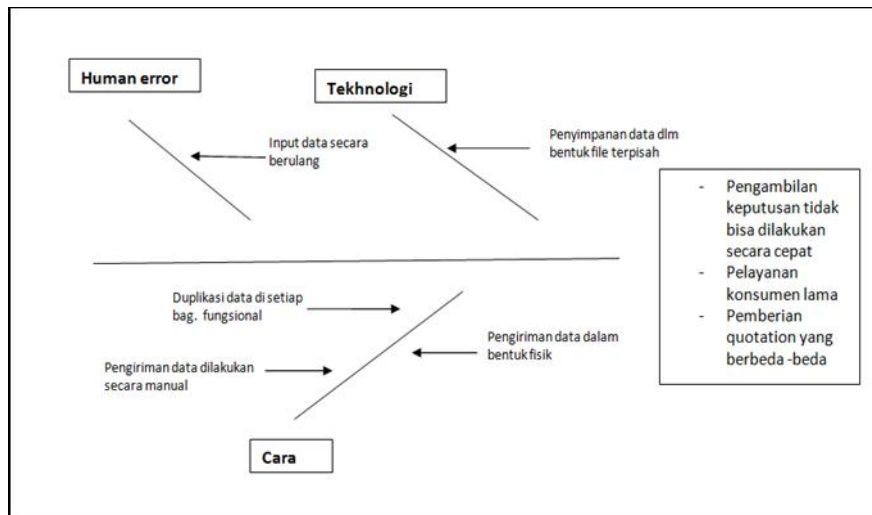 Human error
Tekhnologi
Input data secara
berulang
Penyimpanan data dlm
bentuk file terpisah
- Pengambilan
keputusan tidak
bisa dilakukan
secara cepat
- Pelayanan
konsumen lama
- Pemberian
quotation yang
berbeda -beda
Duplikasi data di setiap
bag. fungsional
Pengiriman data dalam
bentuk fisik
Pengiriman data dilakukan
secara manual
Cara